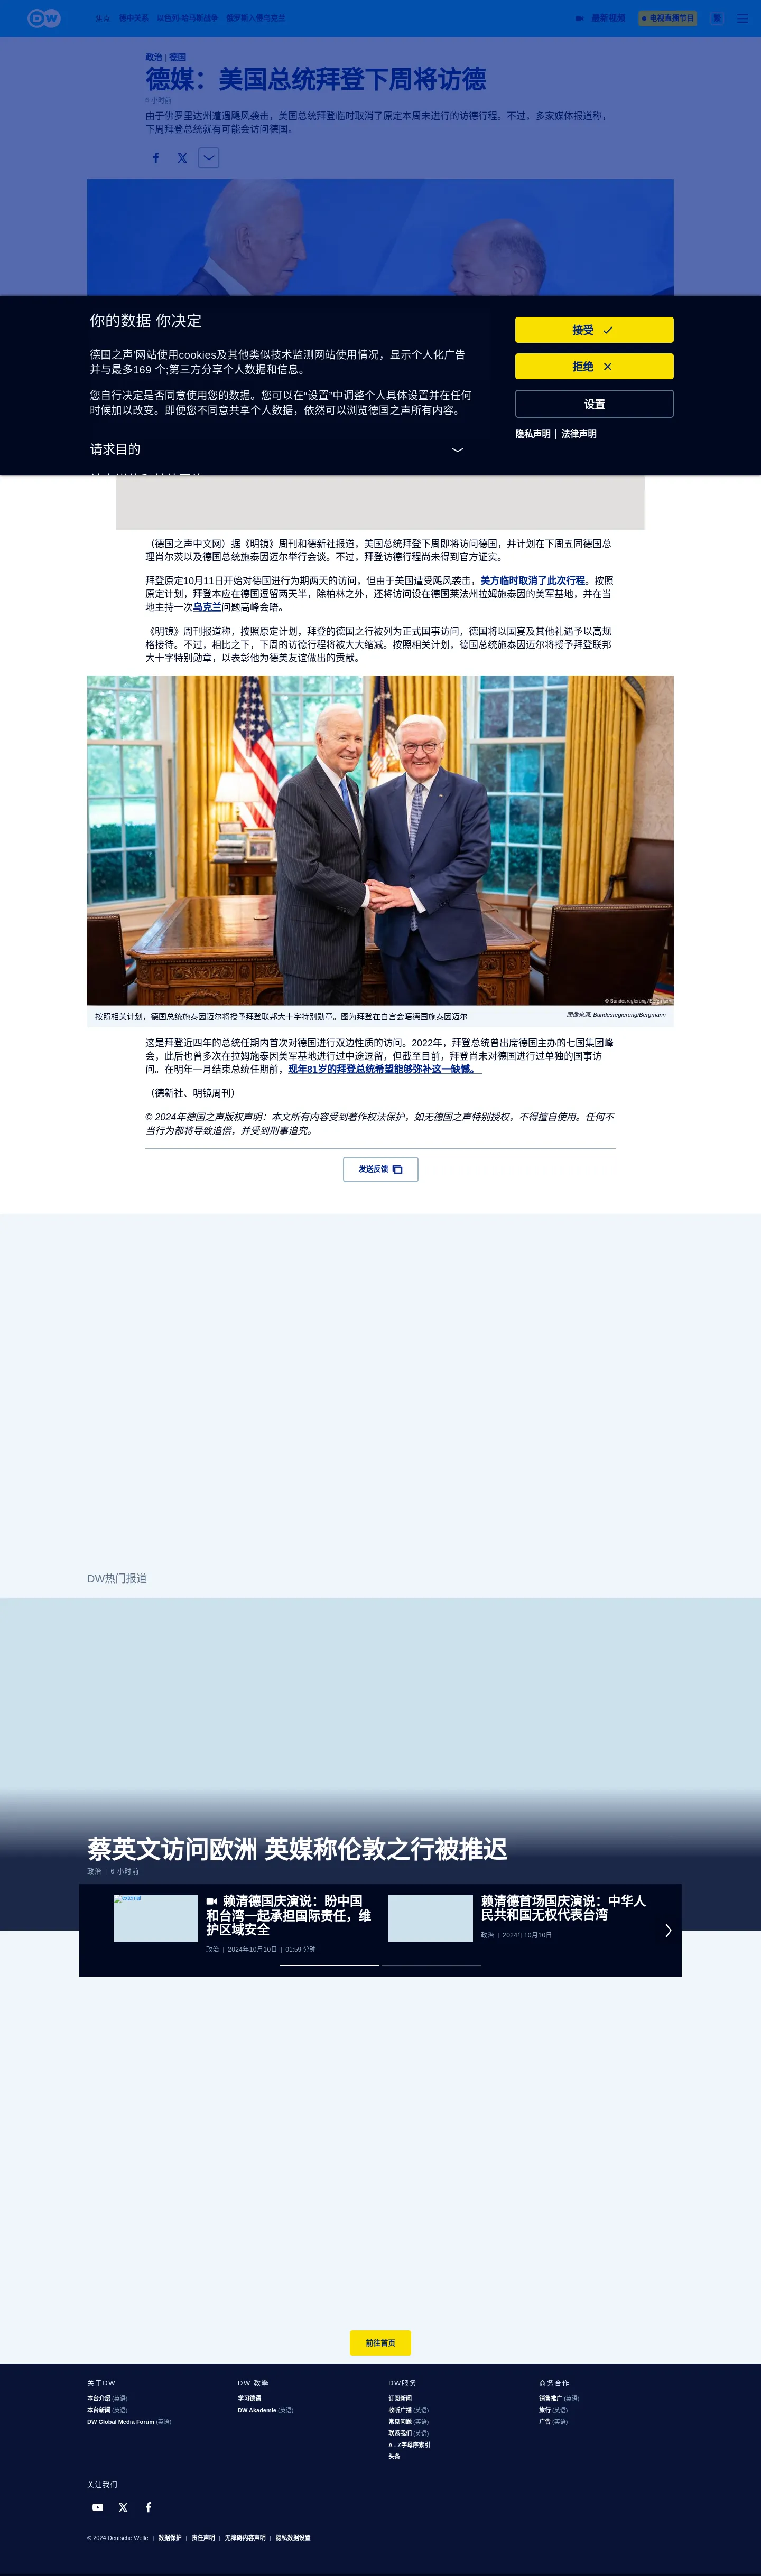 DW
焦点 德中关系 以色列-哈马斯战争 俄罗斯入侵乌克兰 最新视频 电视直播节目 繁
政治 | 德国
德媒：美国总统拜登下周将访德
6 小时前
由于佛罗里达州遭遇飓风袭击，美国总统拜登临时取消了原定本周末进行的访德行程。不过，多家媒体报道称，
下周拜登总统就有可能会访问德国。
你的数据 你决定
德国之声'网站使用cookies及其他类似技术监测网站使用情况，显示个人化广告
并与最多169 个;第三方分享个人数据和信息。
您自行决定是否同意使用您的数据。您可以在“设置”中调整个人具体设置并在任何
时候加以改变。即便您不同意共享个人数据，依然可以浏览德国之声所有内容。
请求目的
接受
拒绝
设置
隐私声明 | 法律声明
（德国之声中文网）据《明镜》周刊和德新社报道，美国总统拜登下周即将访问德国，并计划在下周五同德国总
理肖尔茨以及德国总统施泰因迈尔举行会谈。不过，拜登访德行程尚未得到官方证实。
拜登原定10月11日开始对德国进行为期两天的访问，但由于美国遭受飓风袭击，美方临时取消了此次行程。按照
原定计划，拜登本应在德国逗留两天半，除柏林之外，还将访问设在德国莱法州拉姆施泰因的美军基地，并在当
地主持一次乌克兰问题高峰会晤。
《明镜》周刊报道称，按照原定计划，拜登的德国之行被列为正式国事访问，德国将以国宴及其他礼遇予以高规
格接待。不过，相比之下，下周的访德行程将被大大缩减。按照相关计划，德国总统施泰因迈尔将授予拜登联邦
大十字特别勋章，以表彰他为德美友谊做出的贡献。
按照相关计划，德国总统施泰因迈尔将授予拜登联邦大十字特别勋章。图为拜登在白宫会晤德国施泰因迈尔
图像来源: Bundesregierung/Bergmann
这是拜登近四年的总统任期内首次对德国进行双边性质的访问。2022年，拜登总统曾出席德国主办的七国集团峰
会，此后也曾多次在拉姆施泰因美军基地进行过中途逗留，但截至目前，拜登尚未对德国进行过单独的国事访
问。在明年一月结束总统任期前，现年81岁的拜登总统希望能够弥补这一缺憾。
（德新社、明镜周刊）
© 2024年德国之声版权声明：本文所有内容受到著作权法保护，如无德国之声特别授权，不得擅自使用。任何不
当行为都将导致追偿，并受到刑事追究。
发送反馈
DW热门报道
蔡英文访问欧洲 英媒称伦敦之行被推迟
政治 | 6 小时前
external
赖清德国庆演说：盼中国
和台湾一起承担国际责任，维
护区域安全
政治 | 2024年10月10日 | 01:59 分钟
赖清德首场国庆演说：中华人
民共和国无权代表台湾
政治 | 2024年10月10日
前往首页
关于DW
本台介绍 (英语)
本台新闻 (英语)
DW Global Media Forum (英语)
DW 教學
学习德语
DW Akademie (英语)
DW服务
订阅新闻
收听广播 (英语)
常见问题 (英语)
联系我们 (英语)
A - Z字母序索引
头条
商务合作
销售推广 (英语)
旅行 (英语)
广告 (英语)
关注我们
© 2024 Deutsche Welle | 数据保护 | 责任声明 | 无障碍内容声明 | 隐私数据设置